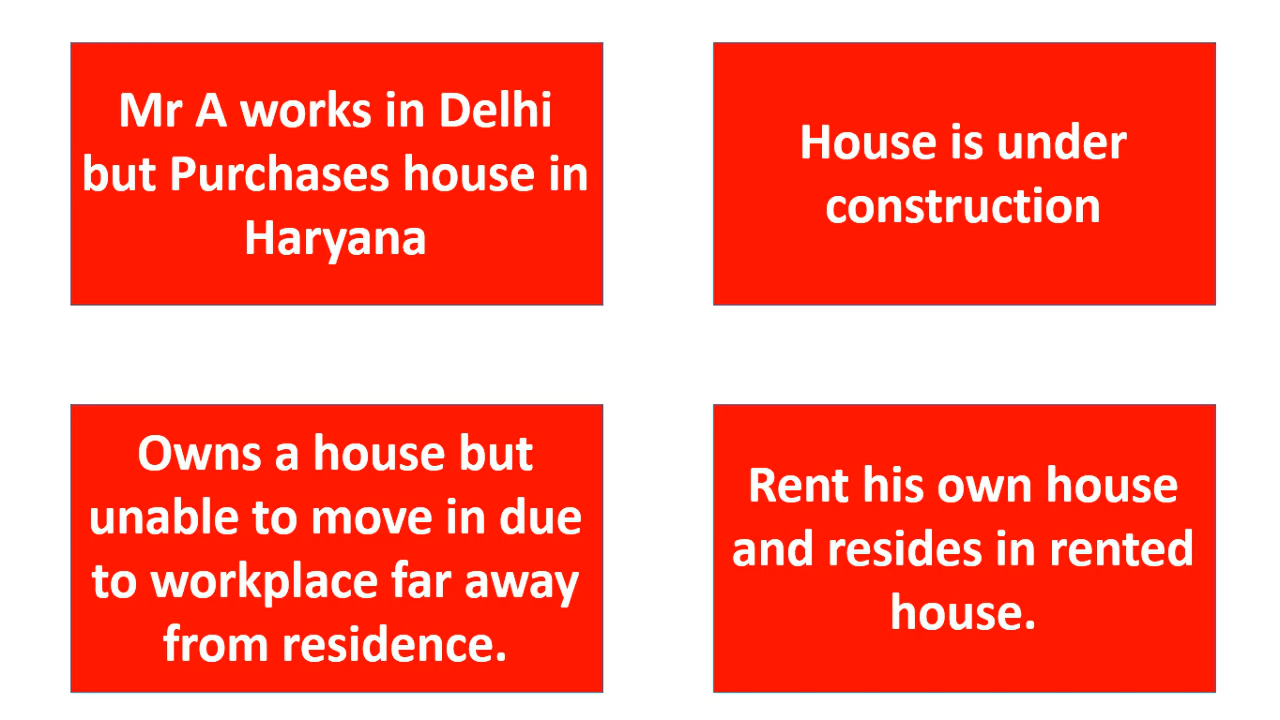 Mr A works in Delhi
but Purchases house in
Haryana
House is under
construction
Owns a house but
unable to move in due
to workplace far away
from residence.
Rent his own house
and resides in rented
house.